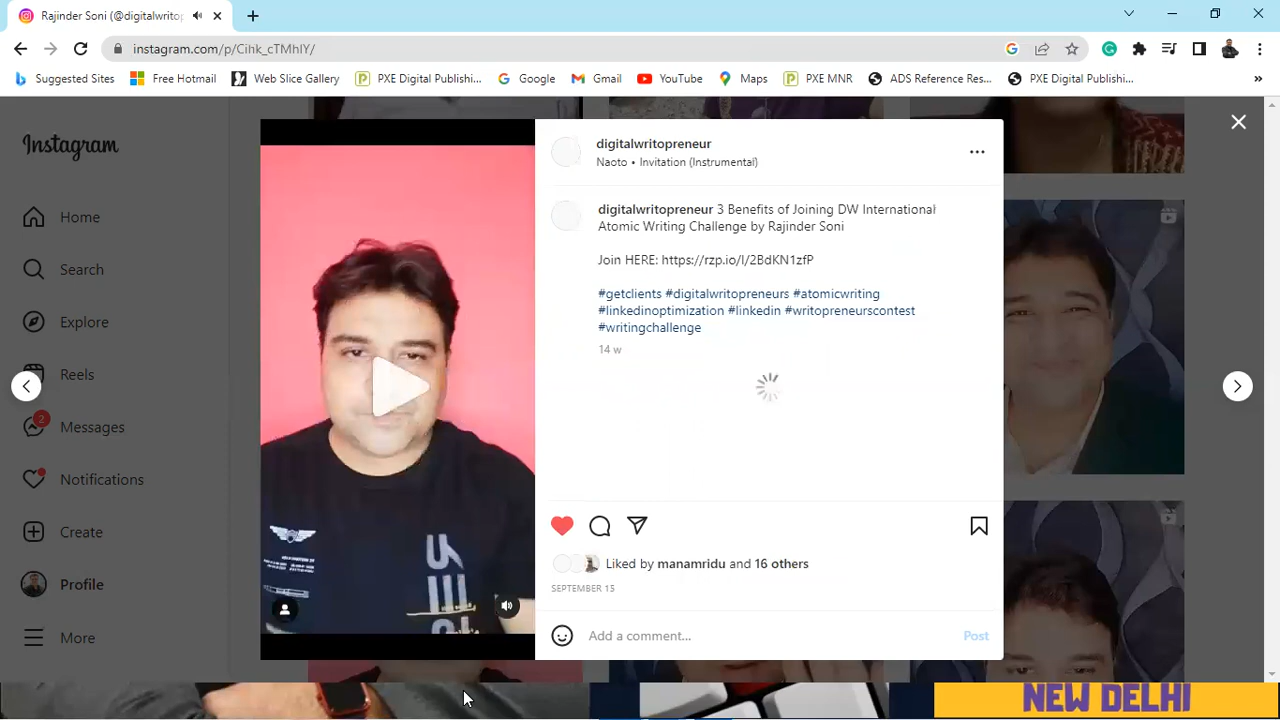 Rajinder Soni (@digitalwritop
instagram.com/p/Cihk_cTMhIY/
Suggested Sites
Free Hotmail
Web Slice Gallery
PXE Digital Publishi...
Google
Gmail
YouTube
Maps
PXE MNR
ADS Reference Res...
PXE Digital Publishi...
Instagram
Home
Search
Explore
Reels
2
Messages
Notifications
Create
Profile
More
digitalwritopreneur
Naoto • Invitation (Instrumental)
digitalwritopreneur 3 Benefits of Joining DW International
Atomic Writing Challenge by Rajinder Soni
Join HERE: https://rzp.io/l/2BdKN1zfP
#getclients #digitalwritopreneurs #atomicwriting
#linkedinoptimization #linkedin #writopreneurscontest
#writingchallenge
14 w
Liked by manamridu and 16 others
SEPTEMBER 15
Add a comment...
Post
NEW DELHI